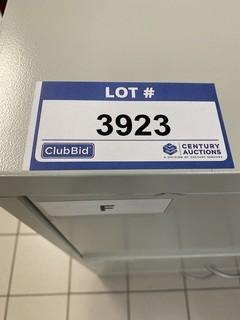 LOT #
3923
ClubBid
CENTURY
AUCTIONS
A DIVISION OF CENTURY SERVICES
F